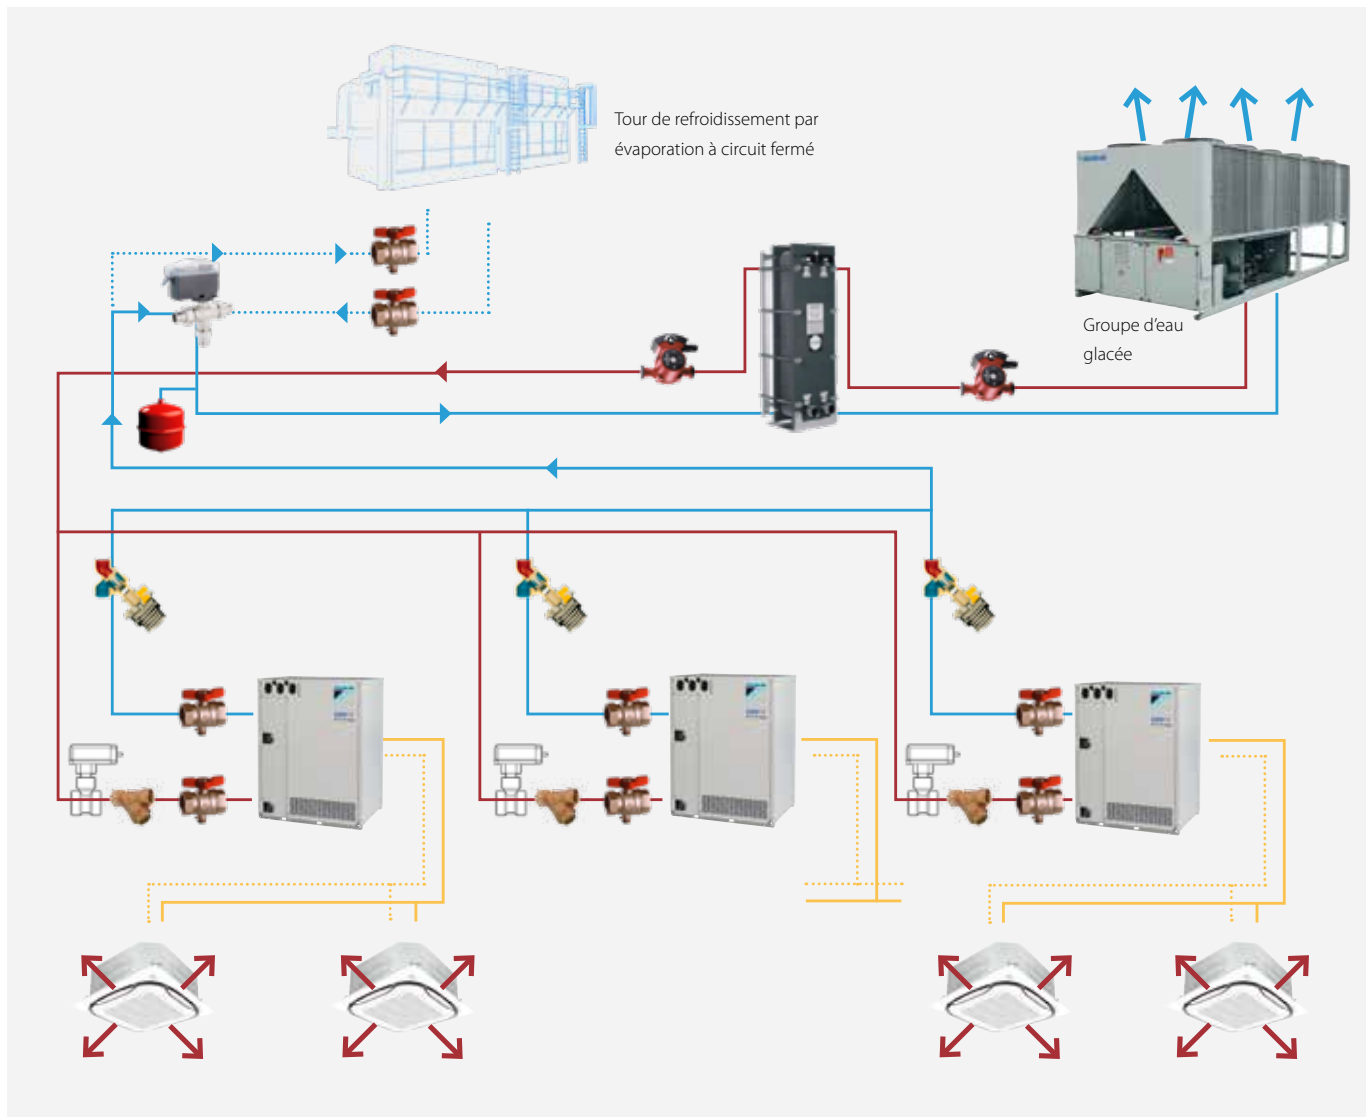 Tour de refroidissement par
évaporation à circuit fermé
Groupe d'eau
glacée